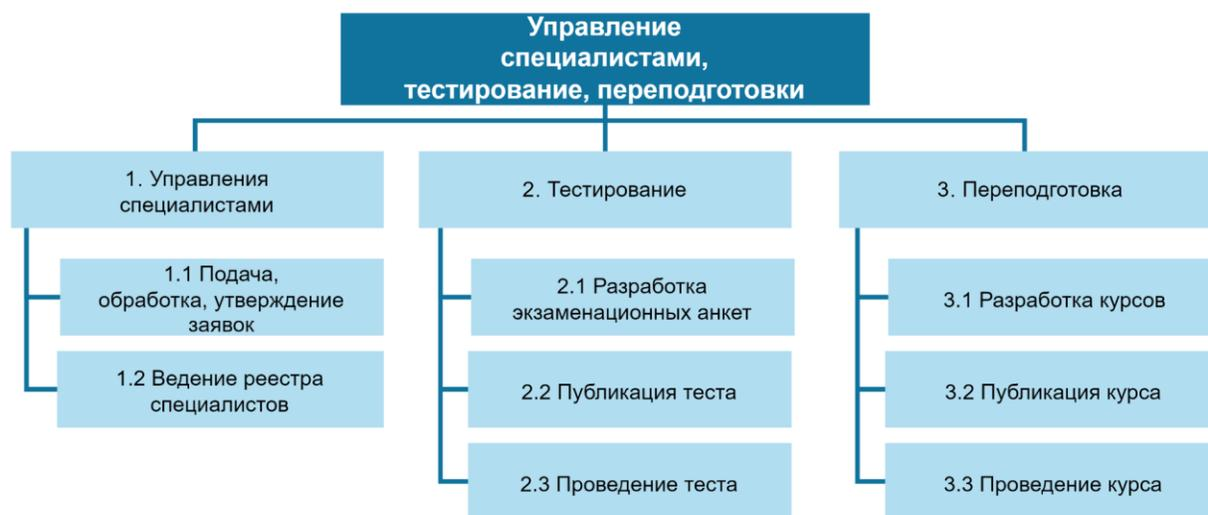 Управление
специалистами,
тестирование, переподготовки
1. Управления
специалистами
2. Тестирование
3. Переподготовка
1.1 Подача,
обработка, утверждение
заявок
2.1 Разработка
экзаменационных анкет
3.1 Разработка курсов
1.2 Ведение реестра
специалистов
2.2 Публикация теста
3.2 Публикация курса
2.3 Проведение теста
3.3 Проведение курса